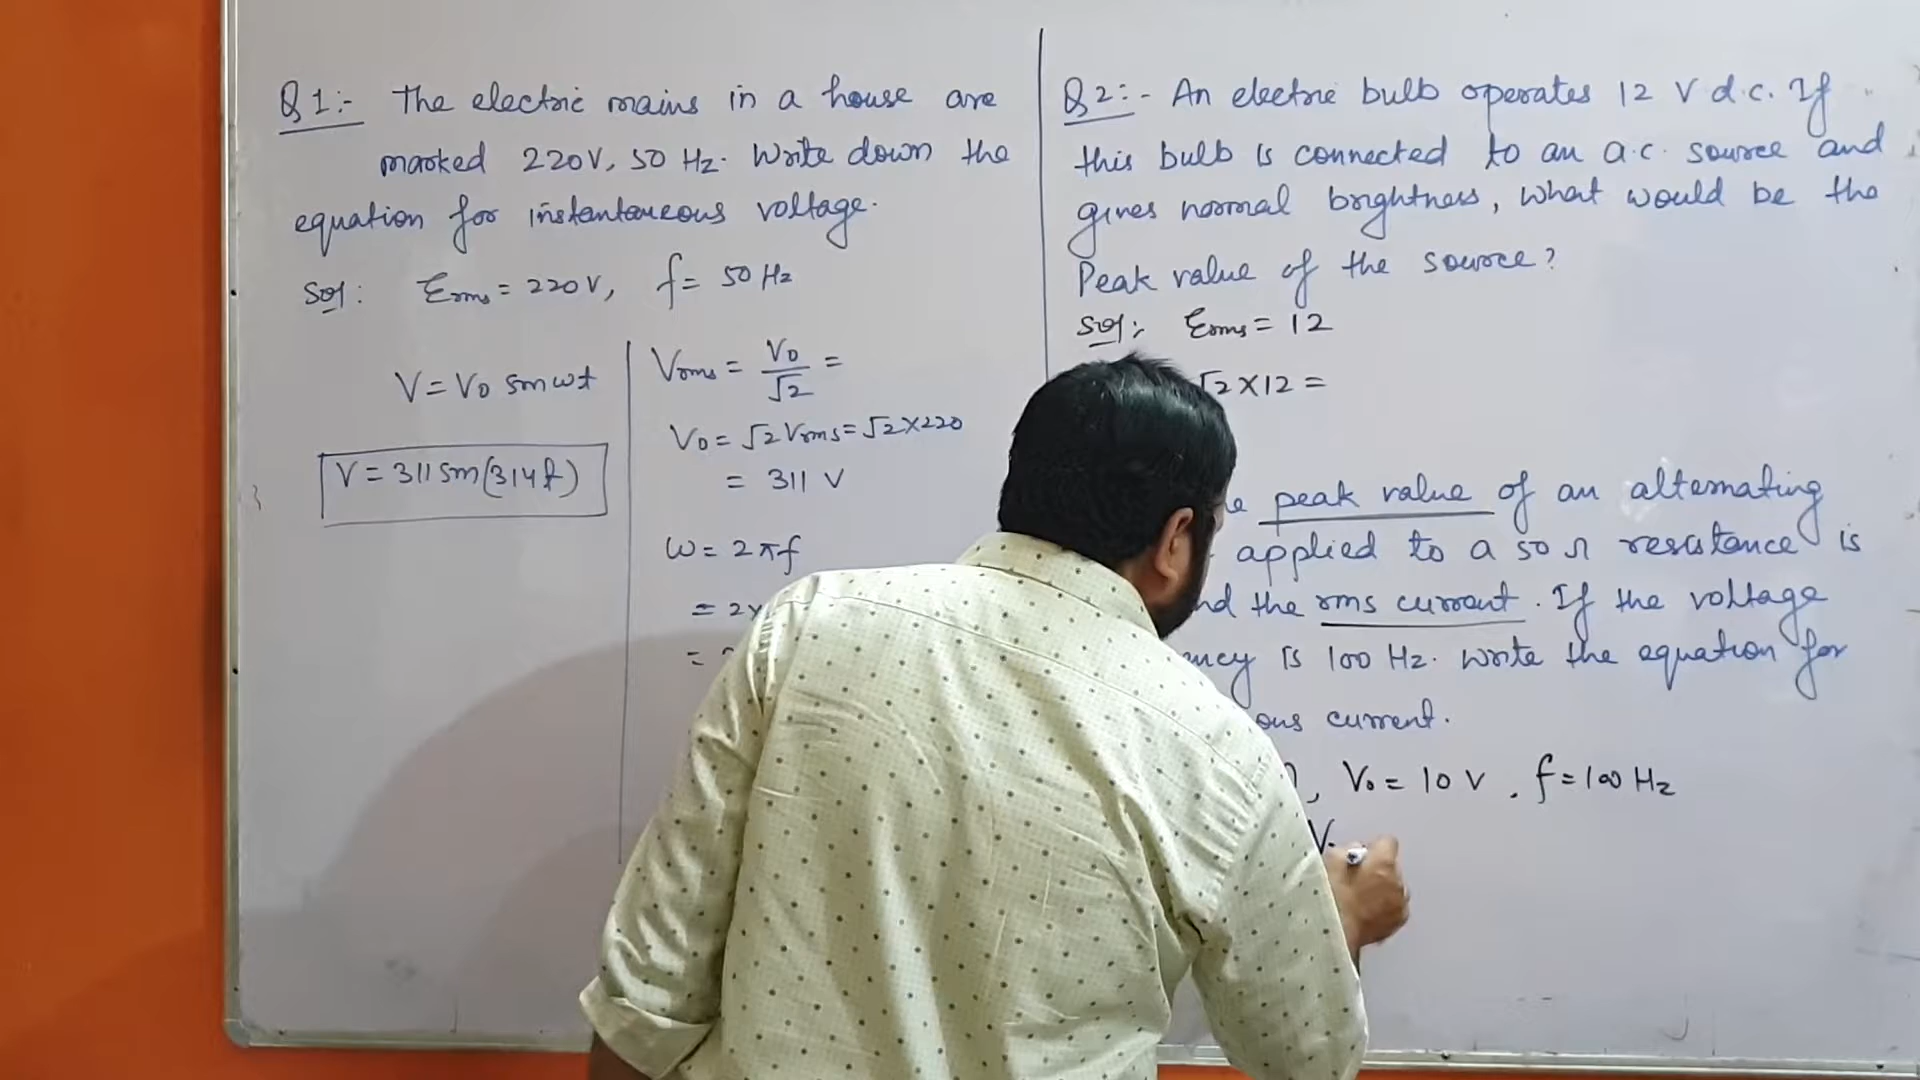 Q1:- The electric mains in a house are
marked 220V, 50 Hz. Write down the
equation for instantaneous voltage.
Sol: Erms = 220V, f = 50 Hz
V = V0 sin ωt
V = 311 sin(314t)
Vrms = V0/√2 =
V0 = √2 Vrms = √2×220
= 311 V
ω = 2πf
= 2×
=
Q2:- An electric bulb operates 12 V d.c. If
this bulb is connected to an a.c. source and
gives normal brightness, what would be the
Peak value of the source?
Sol: Erms = 12
√2×12 =
peak value of an alternating
applied to a 50 Ω resistance is
the rms current. If the voltage
is 100 Hz. Write the equation for
current.
, V0 = 10 V, f = 100 Hz
V